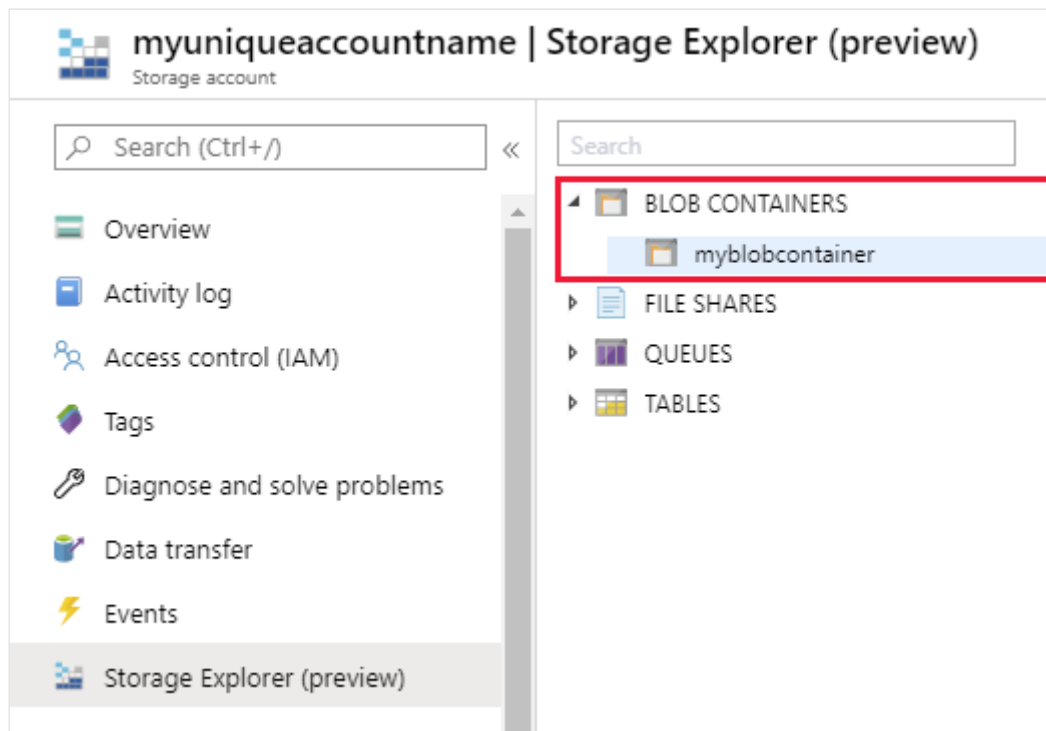 myuniqueaccountname | Storage Explorer (preview)
Storage account
Search (Ctrl+/)
«
Overview
Activity log
Access control (IAM)
Tags
Diagnose and solve problems
Data transfer
Events
Storage Explorer (preview)
Search
BLOB CONTAINERS
myblobcontainer
FILE SHARES
QUEUES
TABLES